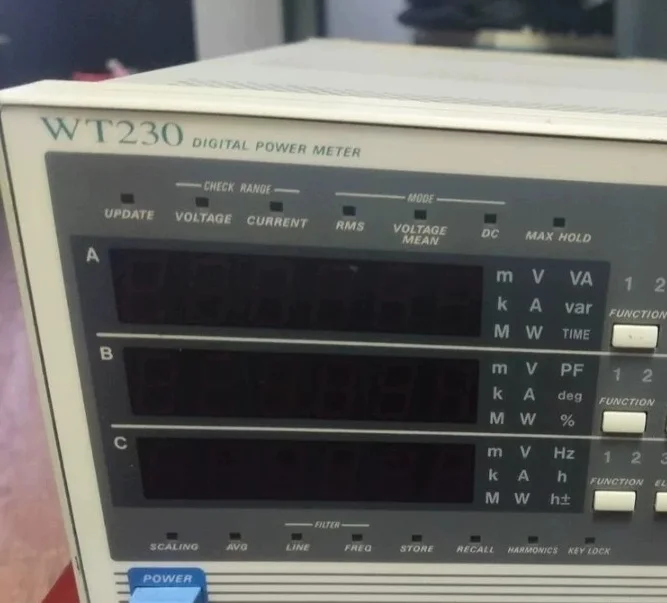 WT230 DIGITAL POWER METER
CHECK RANGE MODE
UPDATE VOLTAGE CURRENT RMS VOLTAGE MEAN DC MAX HOLD
A
m V VA 1 2
k A var FUNCTION
M W TIME
B
m V PF 1 2
k A deg FUNCTION
M W %
C
m V Hz 1 2 3
k A h FUNCTION
M W h±
FILTER
SCALING AVG LINE FREQ STORE RECALL HARMONICS KEY LOCK
POWER